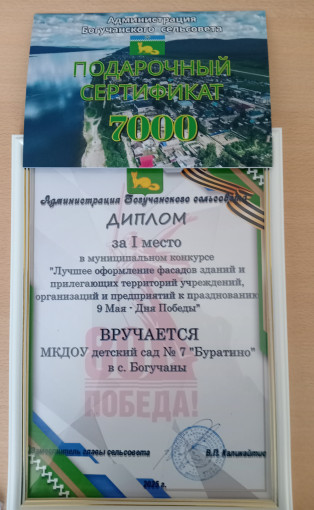 Администрация
Богучанского сельсовета
ПОДАРОЧНЫЙ
СЕРТИФИКАТ
7000
Администрация Богучанского сельсовета
ДИПЛОМ
за I место
в муниципальном конкурсе
"Лучшее оформление фасадов зданий и
прилегающих территорий учреждений,
организаций и предприятий к празднованию
9 Мая - Дня Победы"
ВРУЧАЕТСЯ
МКДОУ детский сад № 7 "Буратино"
в с. Богучаны
ПОБЕДА!
главы сельсовета
В.Л. Каликайтис
г.